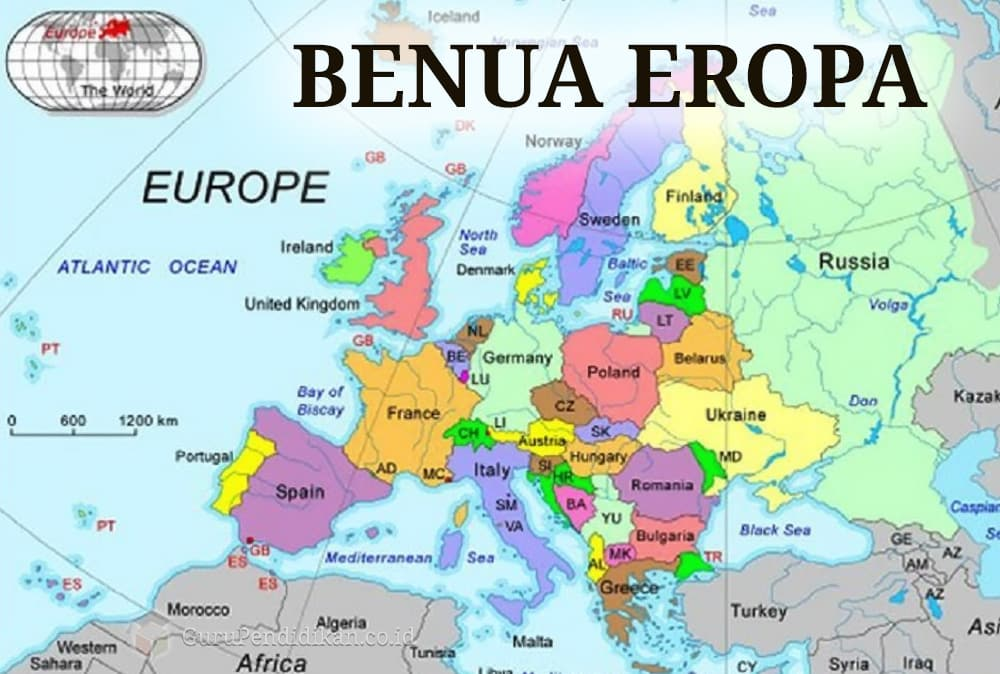 Europe
The World
Iceland
Sea
Norwegian Sea
BENUA EROPA
DK
GB
GB
Norway
EUROPE
Finland
Sweden
Ireland
North
Sea
ATLANTIC OCEAN
Denmark
Baltic
Sea
EE
Russia
LV
United Kingdom
RU
LT
Volga
GB
NL
BE
Germany
LU
Belarus
Poland
PT
Bay of
Biscay
France
CZ
Ukraine
Don
Kazak
0 600 1200 km
LI
CH
Austria
SK
Hungary
MD
Portugal
AD
MC
Italy
SI
HR
Romania
Spain
SM
BA
YU
VA
Caspian
Se
PT
Black Sea
Bulgaria
GE
AZ
GB
ES
Mediterranean Sea
AL
MK
TR
AM
ES
ES
Greece
AZ
Morocco
Algeria
Turkey
GuruPendidikan.co.id
Malta
Asi
Western
Sahara
Africa
Tunisia
CY
Syria
Iraq